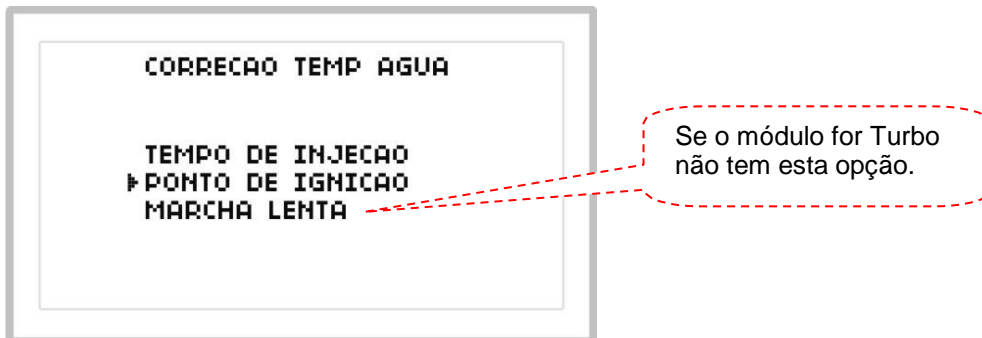 CORRECAO TEMP AGUA
TEMPO DE INJECAO
PONTO DE IGNICAO
MARCHA LENTA
Se o módulo for Turbo
não tem esta opção.